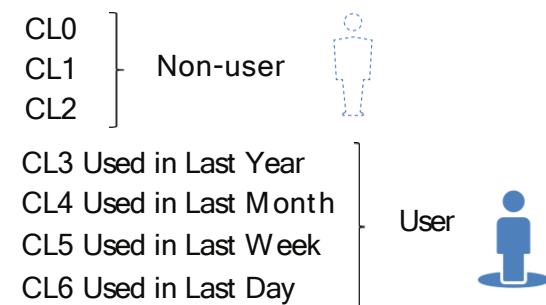 CL0
CL1
Non-user
CL2
CL3 Used in Last Year
CL4 Used in Last Month
User
CL5 Used in Last Week
CL6 Used in Last Day